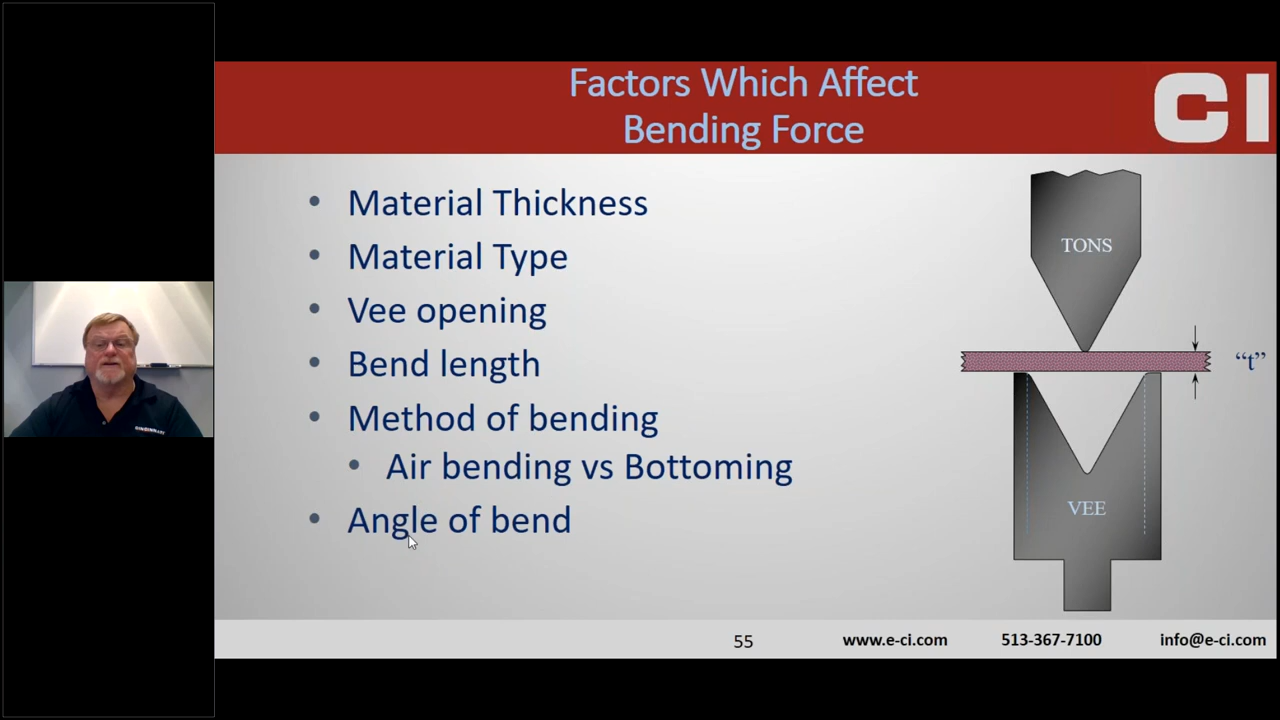 Factors Which Affect
Bending Force
CI
• Material Thickness
• Material Type
• Vee opening
• Bend length
• Method of bending
• Air bending vs Bottoming
• Angle of bend
TONS
“t”
VEE
55
www.e-ci.com
513-367-7100
info@e-ci.com